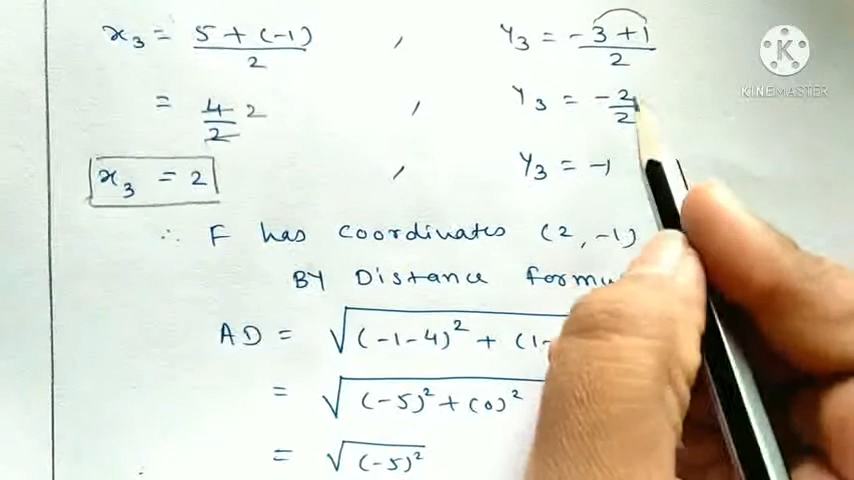 x₃ = 5 + (-1) / 2 , y₃ = -3 + 1 / 2
= 4/2 2 , y₃ = -2/2
x₃ = 2 , y₃ = -1
∴ F has coordinates (2, -1)
BY Distance
AD = √(-1-4)² + (1-
= √(-5)² + (0)²
= √(-5)²
K
KINEMASTER